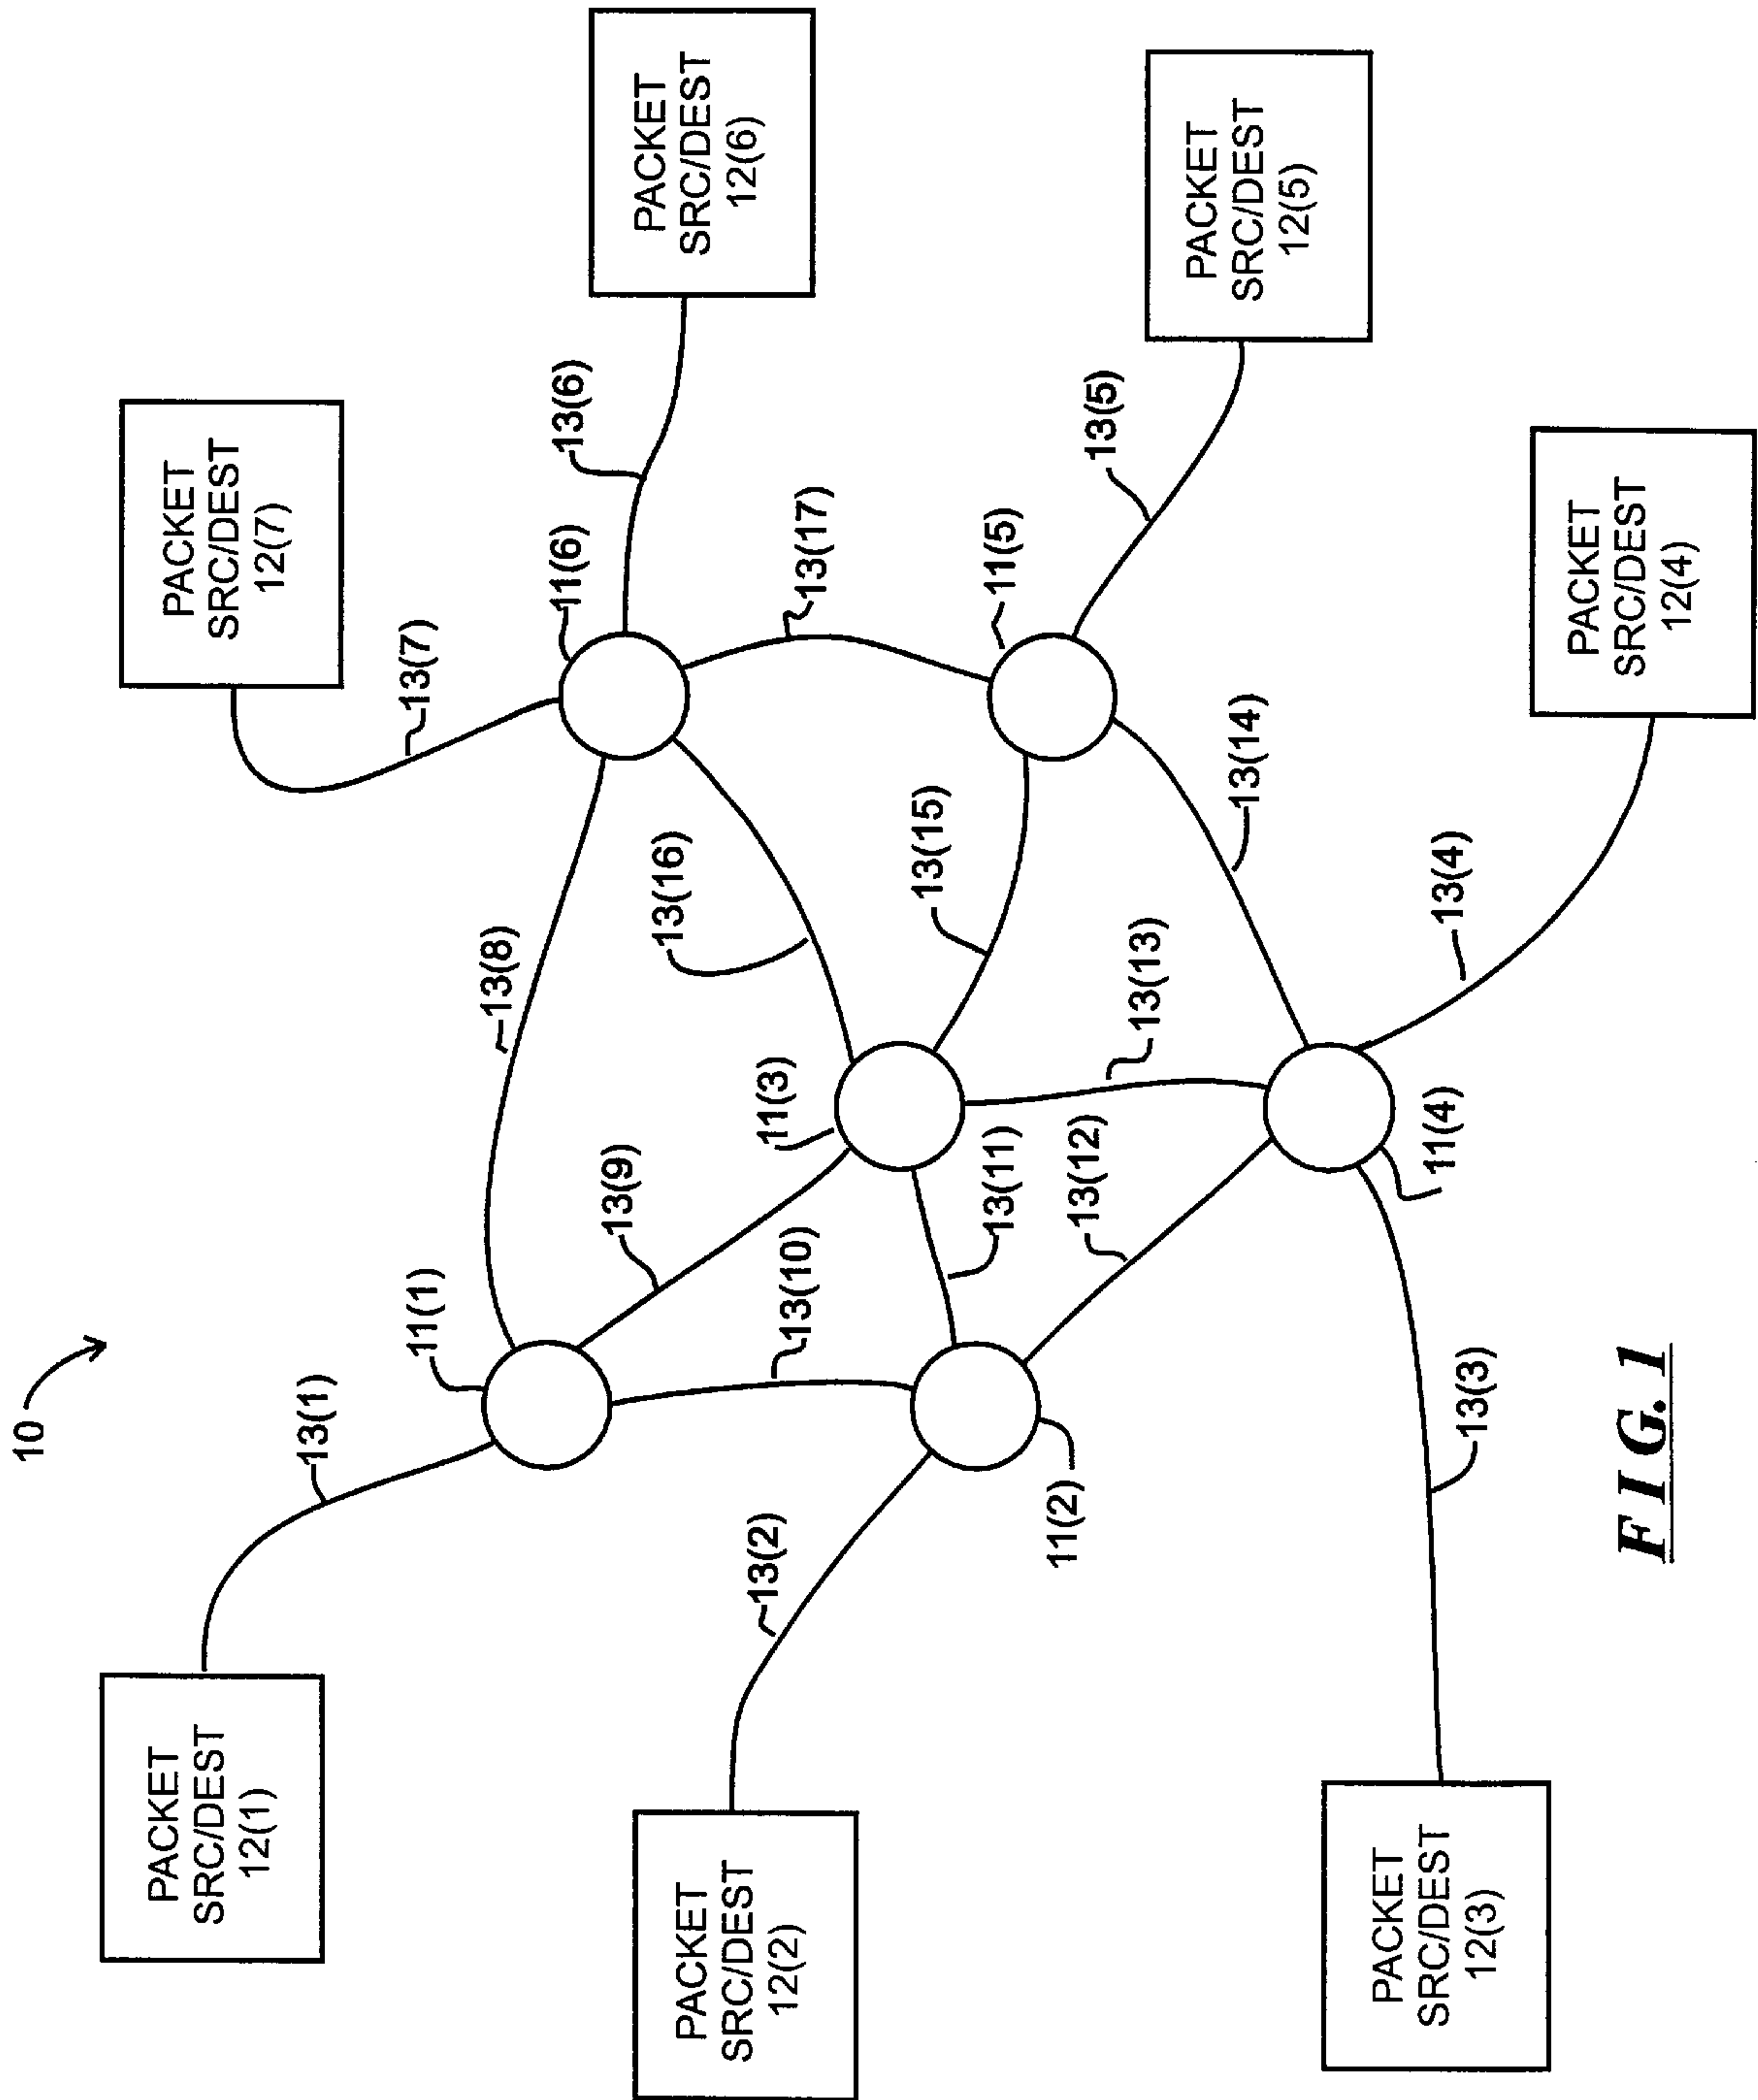 10
PACKET
SRC/DEST
12(1)
13(1)
11(1)
13(8)
13(7)
PACKET
SRC/DEST
12(7)
11(6)
13(6)
PACKET
SRC/DEST
12(6)
13(9)
13(16)
13(17)
PACKET
SRC/DEST
12(2)
13(2)
13(10)
11(3)
13(15)
11(5)
13(5)
PACKET
SRC/DEST
12(5)
11(2)
13(11)
13(12)
13(13)
13(14)
PACKET
SRC/DEST
12(3)
13(3)
11(4)
13(4)
PACKET
SRC/DEST
12(4)
FIG. 1